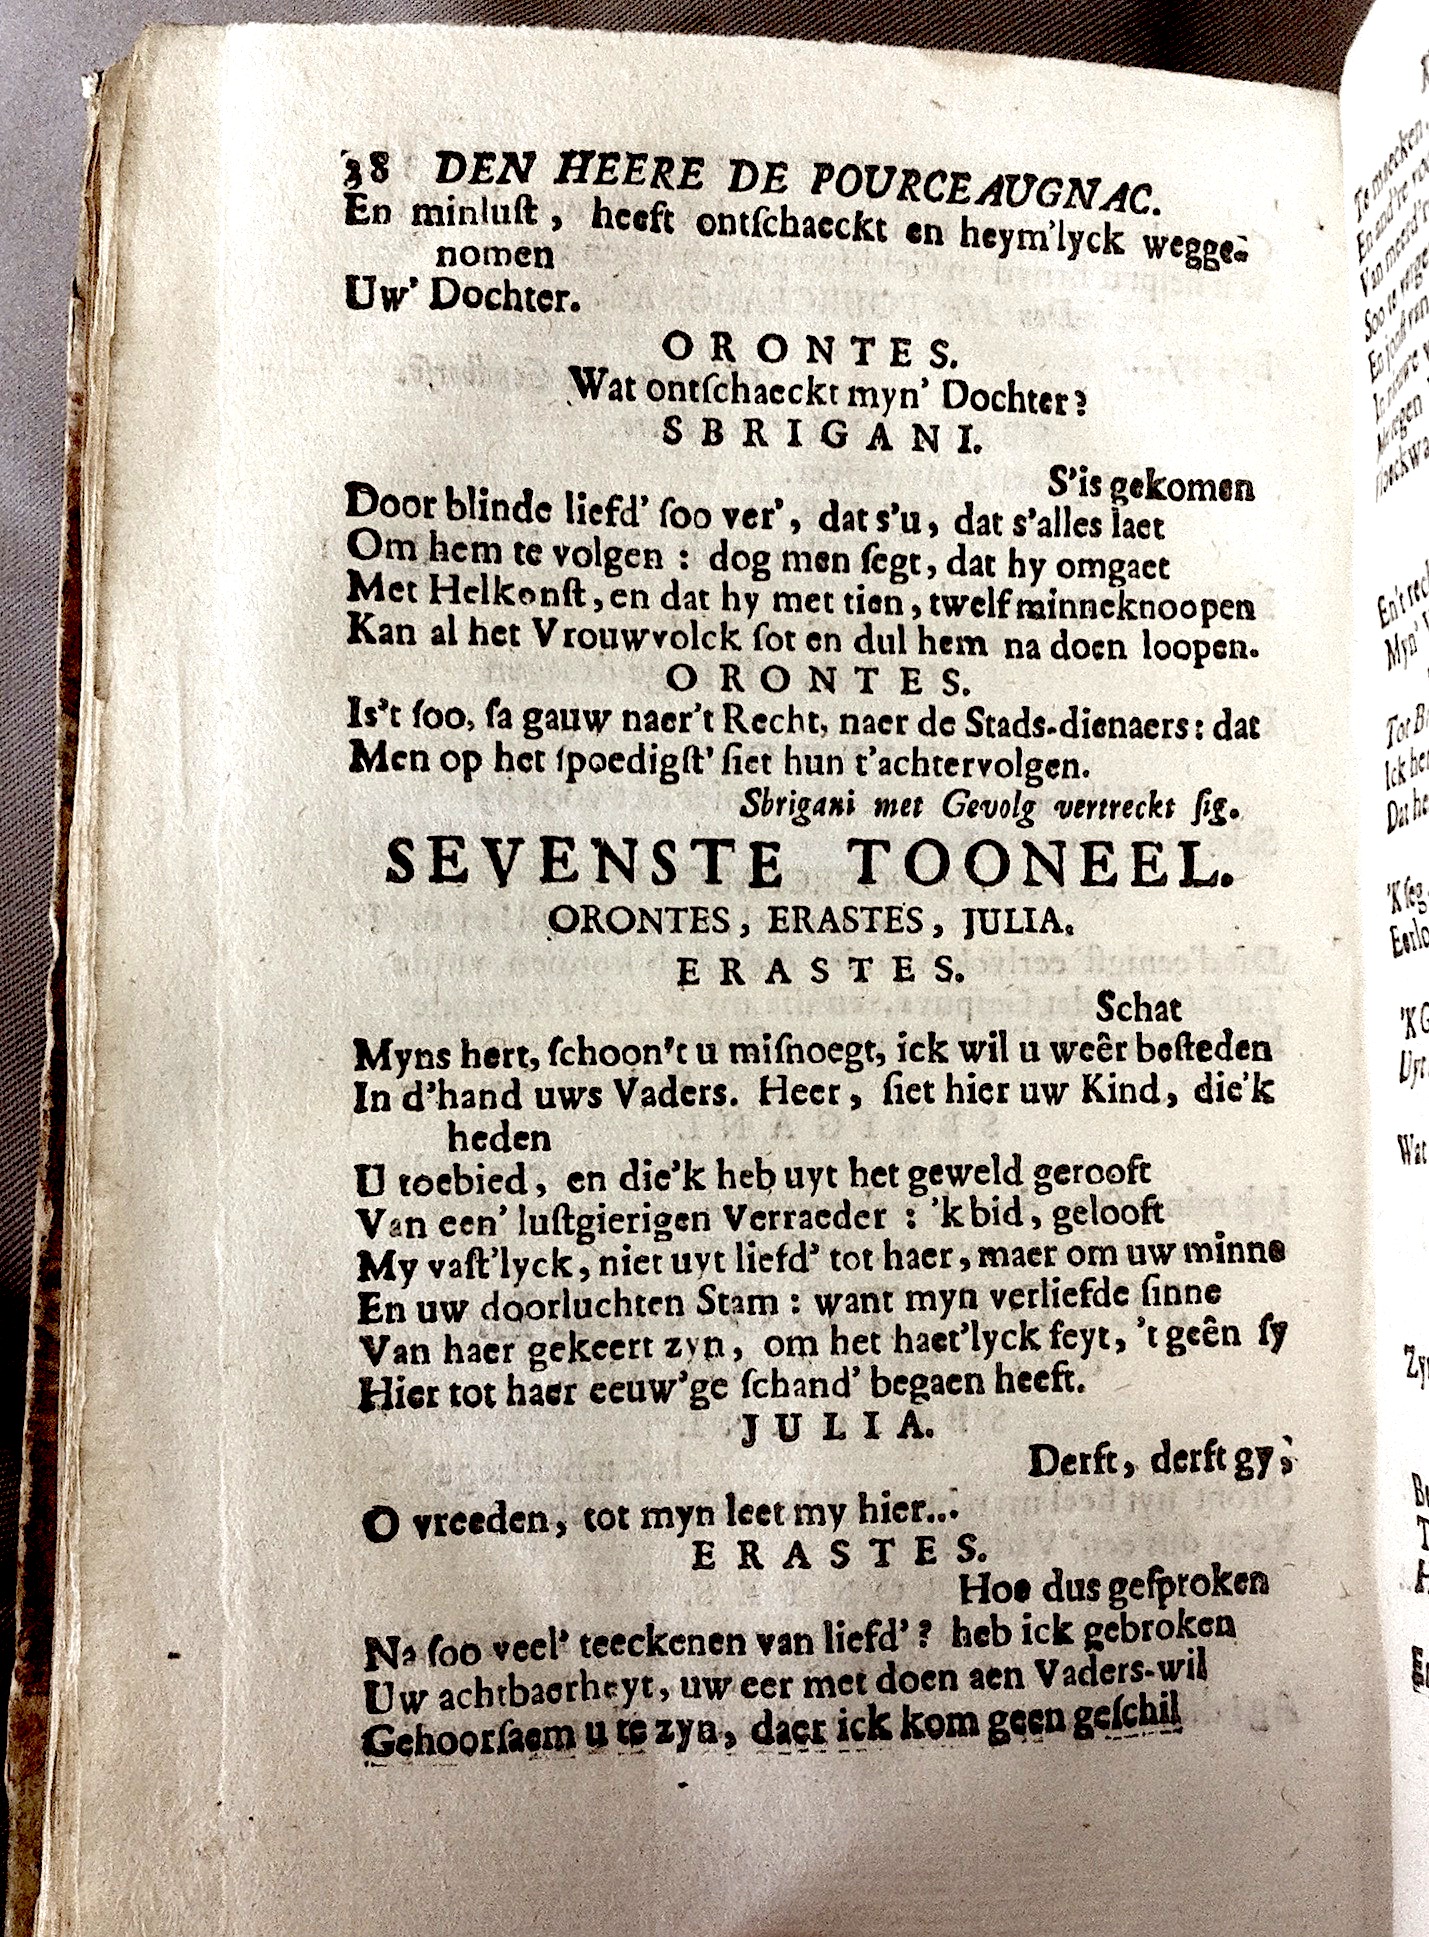 38 DEN HEERE DE POURCEAUGNAC.
En minluſt, heeft ontſchaeckt en heym'lyck wegge-
nomen
Uw' Dochter.
ORONTES.
Wat ontſchaeckt myn' Dochter?
SBRIGANI.
S'is gekomen
Door blinde liefd' ſoo ver', dat s'u, dat s'alles laet
Om hem te volgen: dog men ſegt, dat hy omgaet
Met Helkonſt, en dat hy met tien, twelf minneknoopen
Kan al het Vrouwvolck ſot en dul hem na doen loopen.
ORONTES.
Is't ſoo, ſa gauw naer't Recht, naer de Stads-dienaers: dat
Men op het ſpoedigſt' ſiet hun t'achtervolgen.
Sbrigani met Gevolg vertreckt ſig.
SEVENSTE TOONEEL.
ORONTES, ERASTES, JULIA.
ERASTES.
Schat
Myns hert, ſchoon't u miſnoegt, ick wil u weêr beſteden
In d'hand uws Vaders. Heer, ſiet hier uw Kind, die'k
heden
U toebied, en die'k heb uyt het geweld gerooft
Van een' luſtgierigen Verraeder: 'k bid, gelooft
My vaſt'lyck, niet uyt liefd' tot haer, maer om uw minne
En uw doorluchten Stam: want myn verliefde ſinne
Van haer gekeert zyn, om het haet'lyck feyt, 't geên ſy
Hier tot haer eeuw'ge ſchand' begaen heeft.
JULIA.
Derft, derft gy,
O vreeden, tot myn leet my hier...
ERASTES.
Hoe dus geſproken
Na ſoo veel' teeckenen van liefd'? heb ick gebroken
Uw achtbaerheyt, uw eer met doen aen Vaders-wil
Gehoorſaem u te zyn, daer ick kom geen geſchil